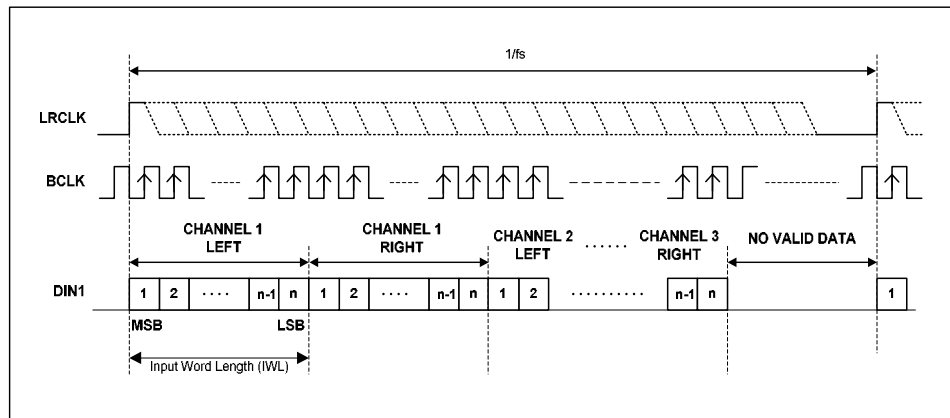 1/fs
LRCLK
BCLK
CHANNEL 1 LEFT
CHANNEL 1 RIGHT
CHANNEL 2 LEFT
......
CHANNEL 3 RIGHT
NO VALID DATA
DIN1
1 2 .... n-1 n 1 2 .... n-1 n 1 2 .......... n-1 n 1
MSB LSB
Input Word Length (IWL)